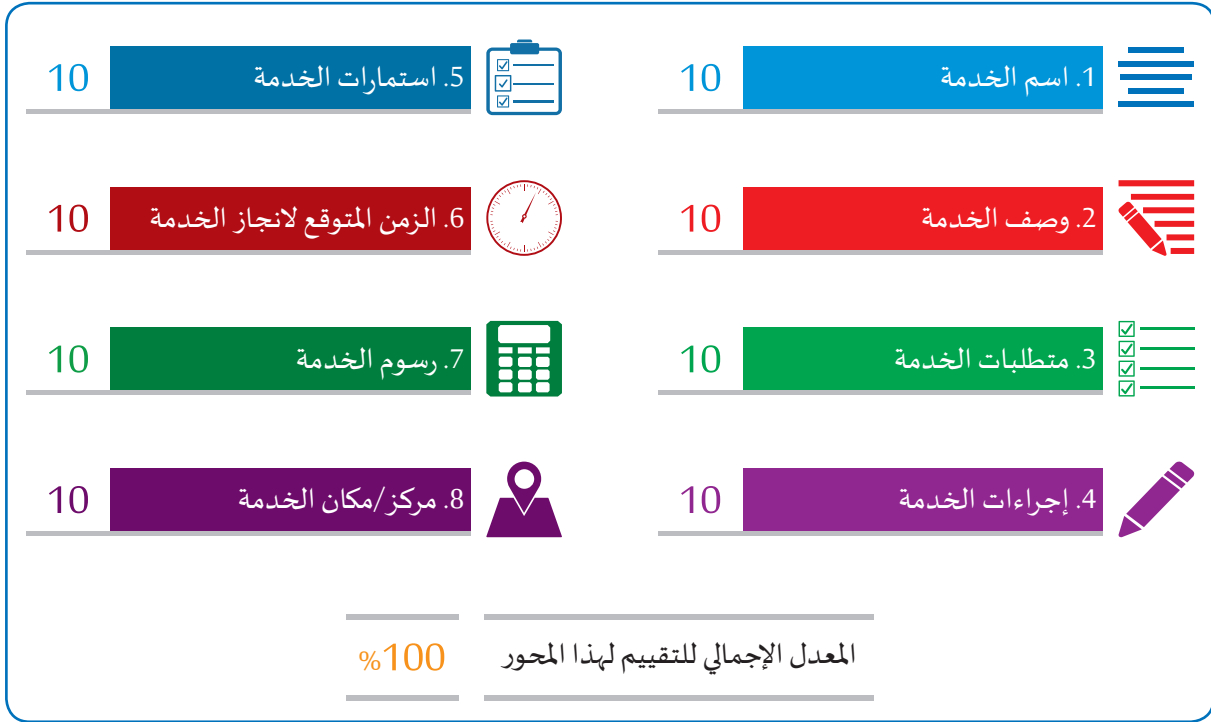 1. اسم الخدمة 10
2. وصف الخدمة 10
3. متطلبات الخدمة 10
4. إجراءات الخدمة 10
5. استمارات الخدمة 10
6. الزمن المتوقع لانجاز الخدمة 10
7. رسوم الخدمة 10
8. مركز/مكان الخدمة 10
المعدل الإجمالي للتقييم لهذا المحور 100%